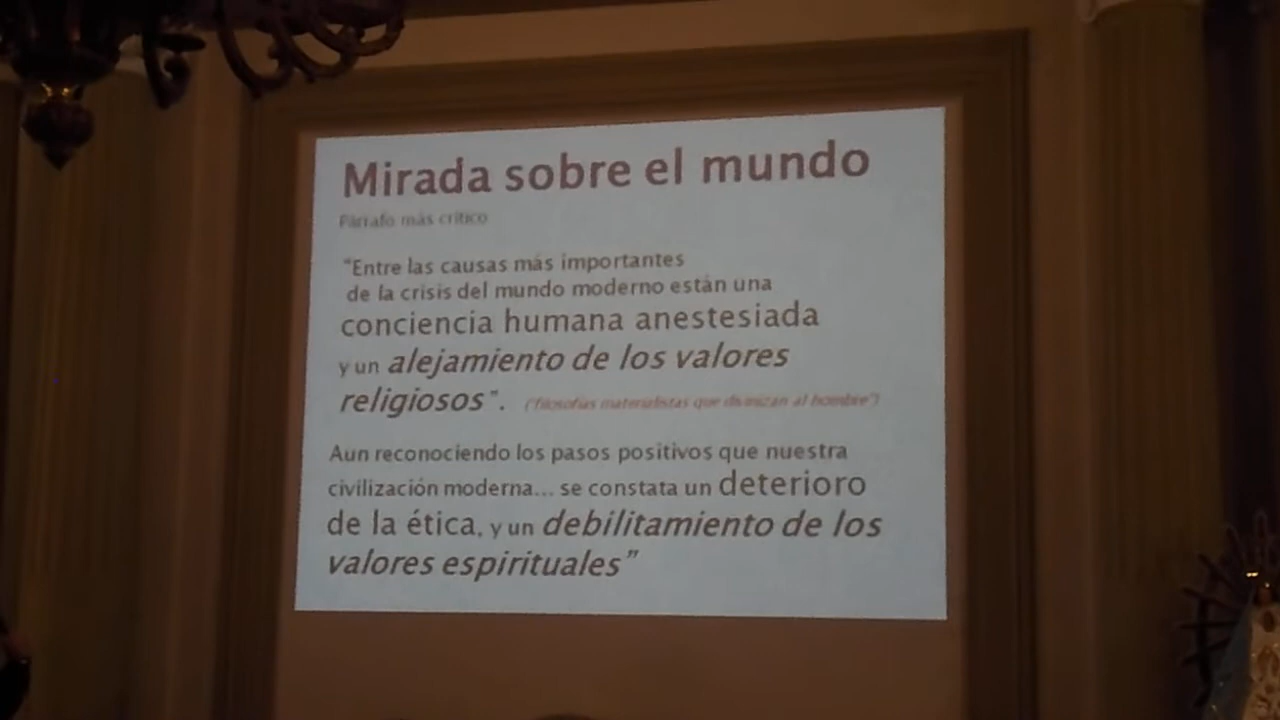 Mirada sobre el mundo
Párrafo más crítico
"Entre las causas más importantes
de la crisis del mundo moderno están una
conciencia humana anestesiada
y un alejamiento de los valores
religiosos". ("filosofías materialistas que divinizan al hombre")
Aun reconociendo los pasos positivos que nuestra
civilización moderna... se constata un deterioro
de la ética, y un debilitamiento de los
valores espirituales"